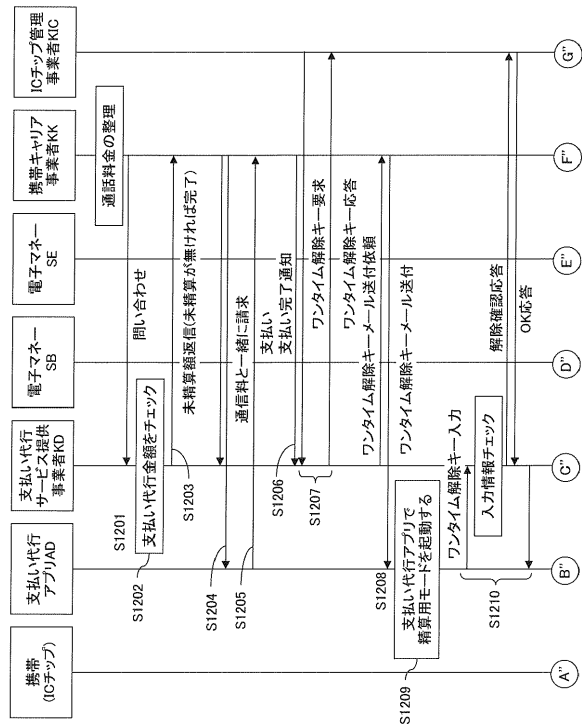 携帯
(ICチップ)
支払い代行
アプリAD
支払い代行
サービス提供
事業者KD
電子マネー
SB
電子マネー
SE
携帯キャリア
事業者KK
ICチップ管理
事業者KIC
通話料金の整理
S1201
問い合わせ
S1202
支払い代行金額をチェック
S1203
未精算額返信(未精算が無ければ完了)
S1204
通信料と一緒に請求
S1205
支払い
S1206
支払い完了通知
S1207
ワンタイム解除キー要求
ワンタイム解除キー応答
ワンタイム解除キーメール送付依頼
S1208
ワンタイム解除キーメール送付
S1209
支払い代行アプリで
精算用モードを起動する
ワンタイム解除キー入力
S1210
入力情報チェック
解除確認応答
OK応答
A"
B"
C"
D"
E"
F"
G"